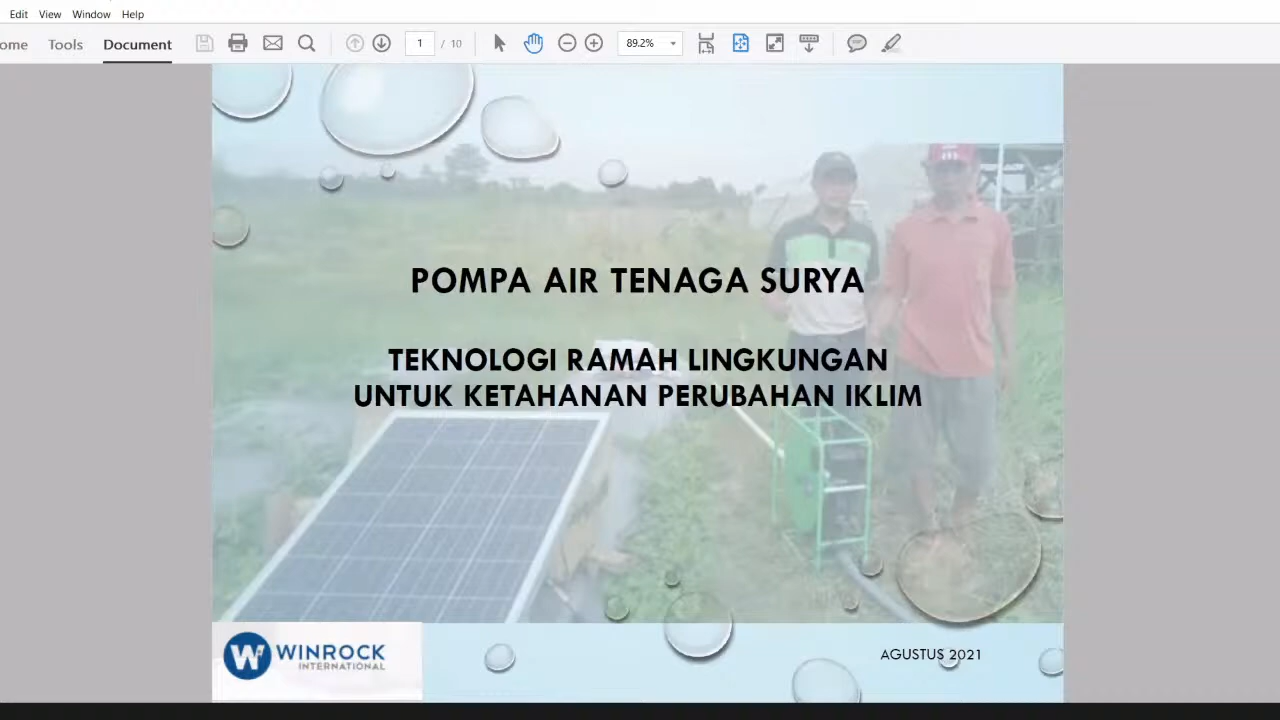 Edit View Window Help
ome Tools Document 1 / 10 89.2%
POMPA AIR TENAGA SURYA
TEKNOLOGI RAMAH LINGKUNGAN
UNTUK KETAHANAN PERUBAHAN IKLIM
W WINROCK
INTERNATIONAL
AGUSTUS 2021